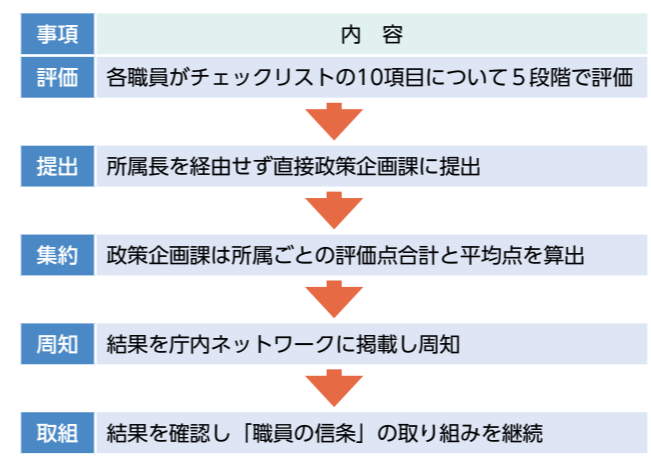 事項 内 容
評価 各職員がチェックリストの10項目について５段階で評価
提出 所属長を経由せず直接政策企画課に提出
集約 政策企画課は所属ごとの評価点合計と平均点を算出
周知 結果を庁内ネットワークに掲載し周知
取組 結果を確認し「職員の信条」の取り組みを継続